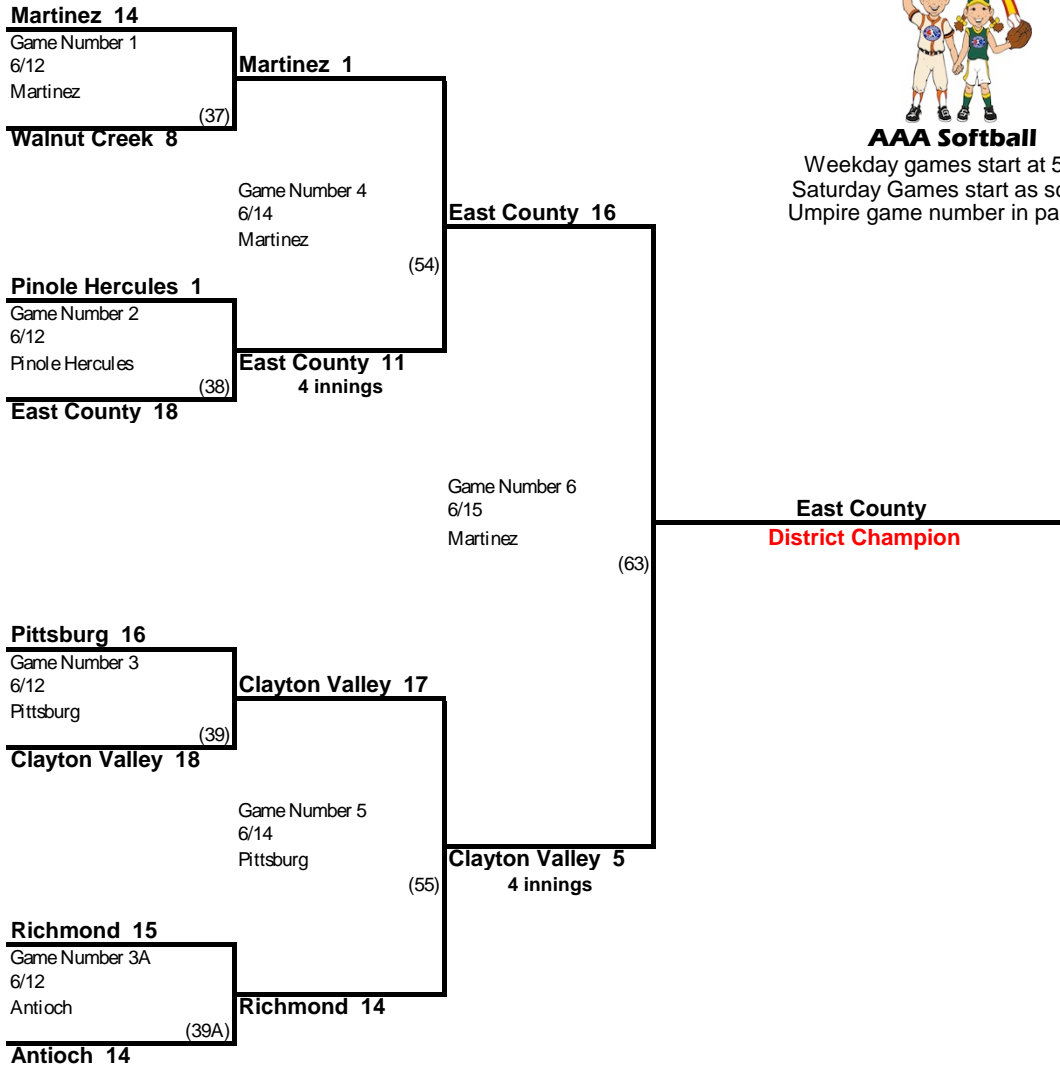 Martinez 14
Game Number 1
6/12
Martinez
(37)
Walnut Creek 8
Martinez 1
Game Number 4
6/14
Martinez
(54)
Pinole Hercules 1
Game Number 2
6/12
Pinole Hercules
(38)
East County 18
East County 11
4 innings
East County 16
Game Number 6
6/15
Martinez
(63)
Pittsburg 16
Game Number 3
6/12
Pittsburg
(39)
Clayton Valley 18
Clayton Valley 17
Game Number 5
6/14
Pittsburg
(55)
Richmond 15
Game Number 3A
6/12
Antioch
(39A)
Antioch 14
Richmond 14
Clayton Valley 5
4 innings
East County
District Champion
AAA Softball
Weekday games start at 5
Saturday Games start as
Umpire game number in